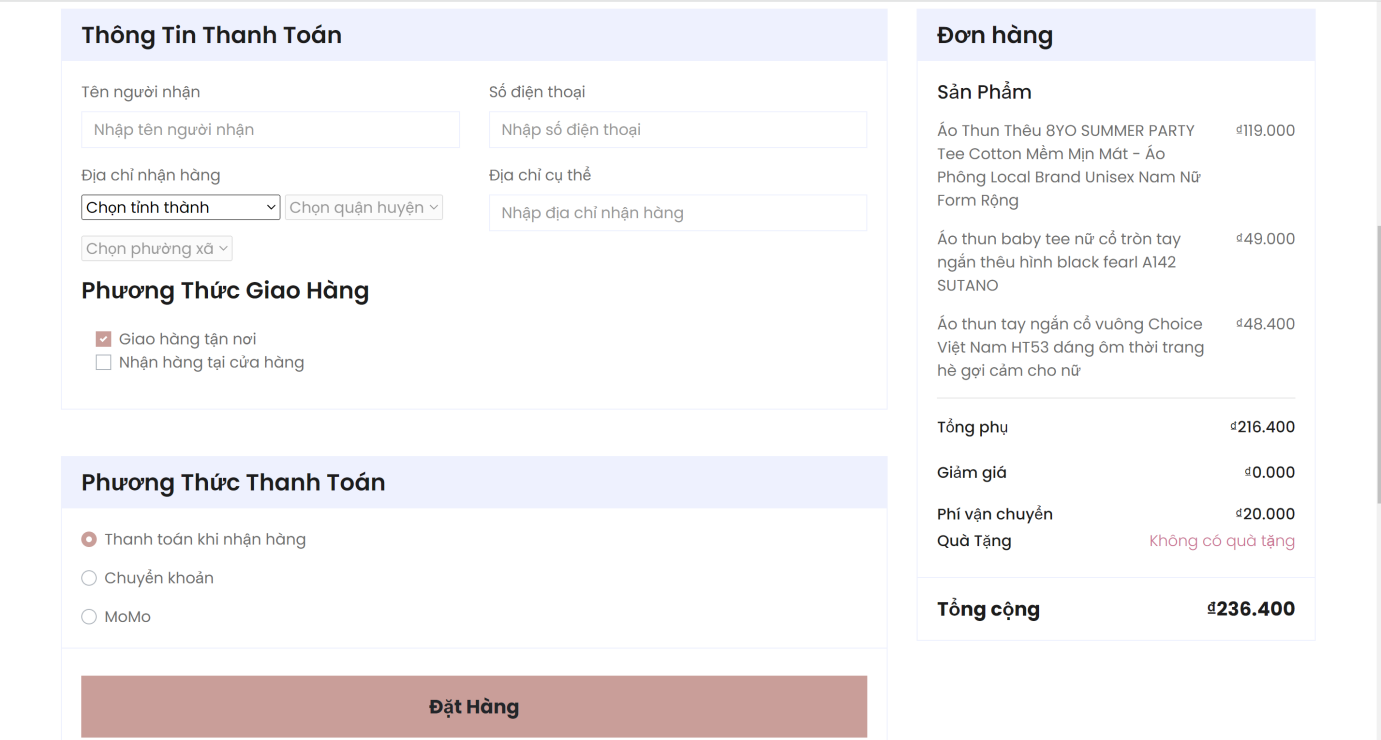 Thông Tin Thanh Toán
Tên người nhận
Số điện thoại
Nhập tên người nhận
Nhập số điện thoại
Địa chỉ nhận hàng
Địa chỉ cụ thể
Chọn tỉnh thành
Chọn quận huyện
Nhập địa chỉ nhận hàng
Chọn phường xã
Phương Thức Giao Hàng
Giao hàng tận nơi
Nhận hàng tại cửa hàng
Phương Thức Thanh Toán
Thanh toán khi nhận hàng
Chuyển khoản
MoMo
Đặt Hàng
Đơn hàng
Sản Phẩm
Áo Thun Thêu 8YO SUMMER PARTY ₫119.000
Tee Cotton Mềm Mịn Mát - Áo
Phông Local Brand Unisex Nam Nữ
Form Rộng
Áo thun baby tee nữ cổ tròn tay ₫49.000
ngắn thêu hình black fearl A142
SUTANO
Áo thun tay ngắn cổ vuông Choice ₫48.400
Việt Nam HT53 dáng ôm thời trang
hè gợi cảm cho nữ
Tổng phụ ₫216.400
Giảm giá ₫0.000
Phí vận chuyển ₫20.000
Quà Tặng Không có quà tặng
Tổng cộng ₫236.400